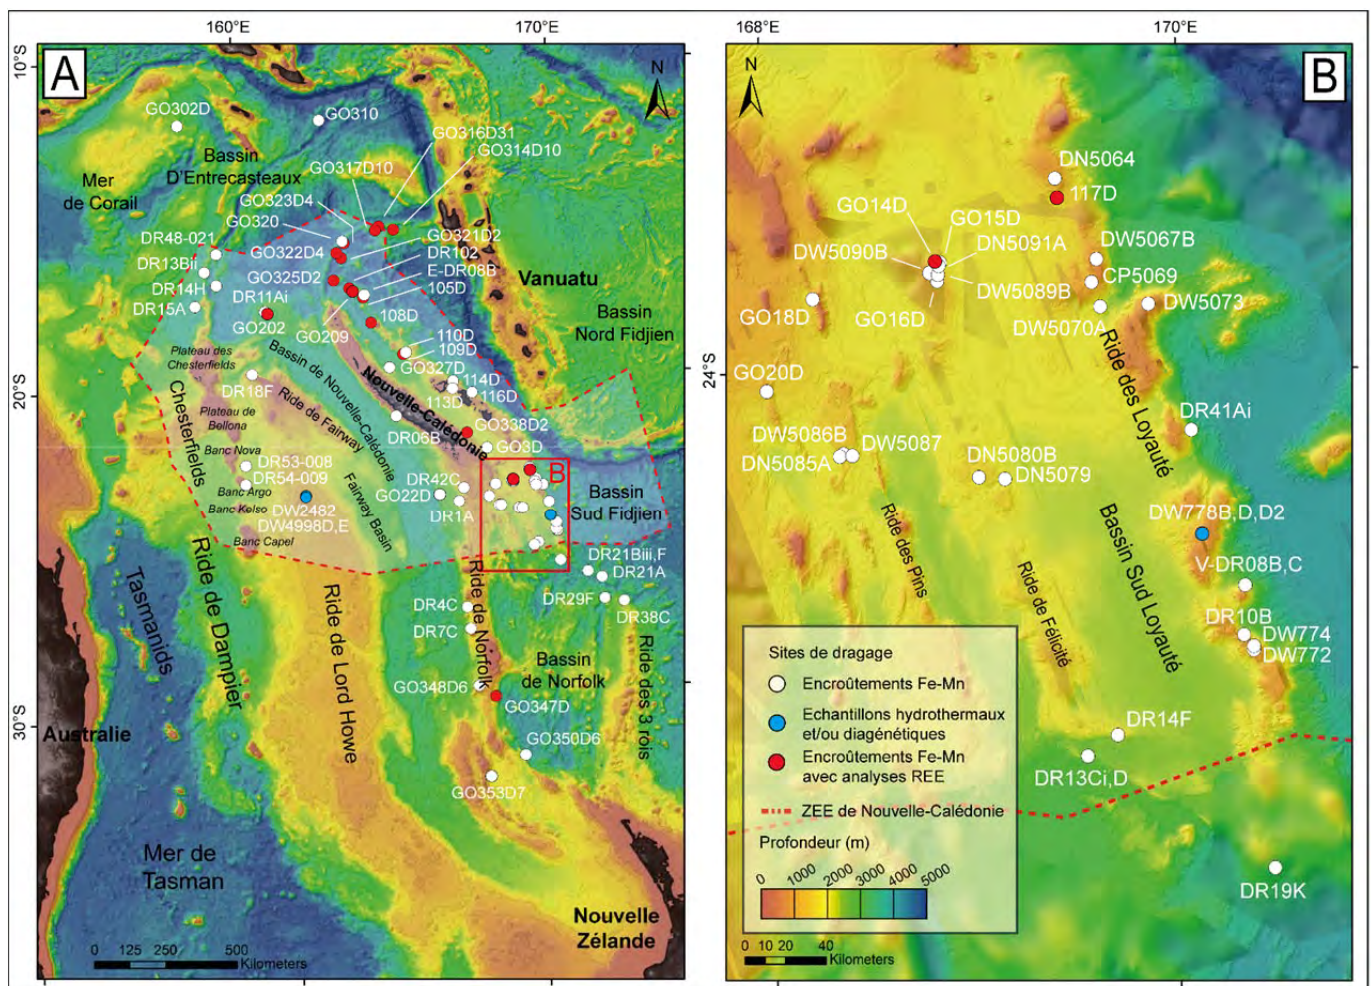 160°E
170°E
168°E
170°E
10°S
20°S
30°S
24°S
A
N
GO302D
GO310
GO316D31
GO314D10
GO317D10
Bassin
D'Entrecasteaux
Mer
de Corail
GO323D4
GO320
DR48-021
GO322D4
GO321D2
DR13Bii
DR102
GO325D2
E-DR08B
DR14H
105D
DR15A
DR11Ai
108D
GO202
GO209
110D
109D
GO327D
Vanuatu
Bassin
Nord Fidjien
Plateau des
Chesterfields
Bassin de Nouvelle-Calédonie
Nouvelle-Calédonie
114D
116D
113D
DR18F
Chesterfields
Ride de Fairway
Plateau de
Bellona
GO338D2
DR06B
GO3D
Banc Nova
DR53-008
DR54-009
DR42C
B
Banc Argo
GO22D
Bassin
Sud Fidjien
Banc Kelso
DW2462
DW4998D,E
DR1A
Fairway Basin
Banc Capel
DR21Biii,F
DR21A
Tasmanids
Ride de Dampier
Ride de Lord Howe
DR4C
DR29F
DR38C
DR7C
Ride de Norfolk
Bassin
de Norfolk
Ride des 3 rois
GO348D6
GO347D
Australie
GO350D6
GO353D7
Mer de
Tasman
Nouvelle
Zélande
0 125 250 500
Kilometers
B
N
DN5064
117D
GO14D
GO15D
DN5091A
DW5067B
DW5090B
CP5069
DW5089B
DW5073
GO18D
GO16D
DW5070A
GO20D
Ride des Loyauté
DR41Ai
DW5086B
DW5087
DN5080B
DN5085A
DN5079
DW778B,D,D2
Bassin Sud Loyauté
V-DR08B,C
Ride des Pins
Ride de Félicité
DR10B
DW774
DW772
DR14F
DR13Ci,D
DR19K
Sites de dragage
Encroûtements Fe-Mn
Echantillons hydrothermaux
et/ou diagénétiques
Encroûtements Fe-Mn
avec analyses REE
ZEE de Nouvelle-Calédonie
Profondeur (m)
0 1000 2000 3000 4000 5000
0 10 20 40
Kilometers